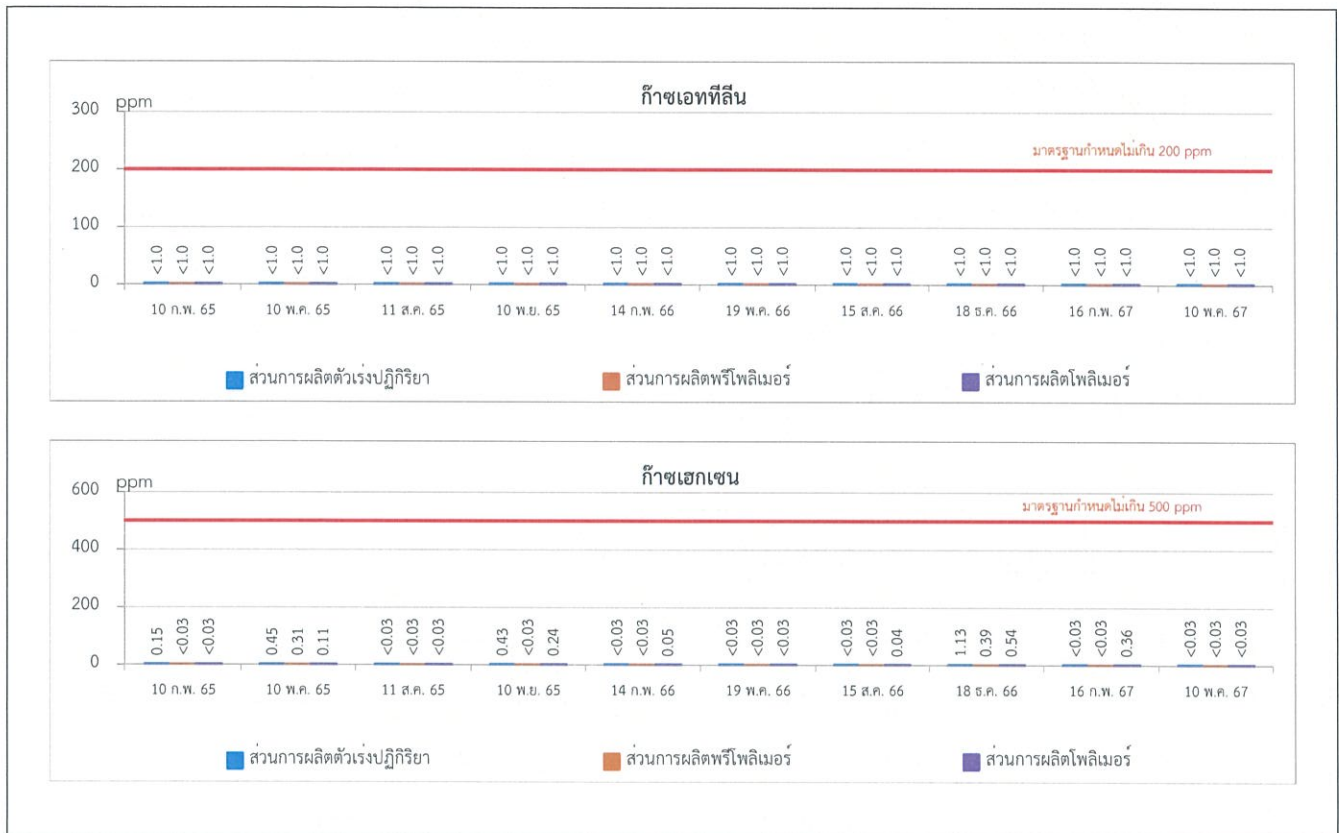 ก๊าซเอททีลีน
ppm
300
มาตรฐานกำหนดไม่เกิน 200 ppm
200
100
<1.0 <1.0 <1.0 <1.0 <1.0 <1.0 <1.0 <1.0 <1.0 <1.0 <1.0 <1.0 <1.0 <1.0 <1.0 <1.0 <1.0 <1.0 <1.0 <1.0 <1.0 <1.0 <1.0 <1.0 <1.0 <1.0 <1.0 <1.0 <1.0 <1.0
0
10 ก.พ. 65 10 พ.ค. 65 11 ส.ค. 65 10 พ.ย. 65 14 ก.พ. 66 19 พ.ค. 66 15 ส.ค. 66 18 ธ.ค. 66 16 ก.พ. 67 10 พ.ค. 67
ส่วนการผลิตตัวเร่งปฏิกิริยา ส่วนการผลิตพรีโพลิเมอร์ ส่วนการผลิตโพลิเมอร์
ก๊าซเฮกเซน
ppm
600
มาตรฐานกำหนดไม่เกิน 500 ppm
400
200
0.15 <0.03 <0.03 0.45 0.31 0.11 <0.03 <0.03 <0.03 0.43 <0.03 0.24 <0.03 <0.03 0.05 <0.03 <0.03 <0.03 <0.03 <0.03 0.04 1.13 0.39 0.54 <0.03 <0.03 0.36 <0.03 <0.03 <0.03
0
10 ก.พ. 65 10 พ.ค. 65 11 ส.ค. 65 10 พ.ย. 65 14 ก.พ. 66 19 พ.ค. 66 15 ส.ค. 66 18 ธ.ค. 66 16 ก.พ. 67 10 พ.ค. 67
ส่วนการผลิตตัวเร่งปฏิกิริยา ส่วนการผลิตพรีโพลิเมอร์ ส่วนการผลิตโพลิเมอร์